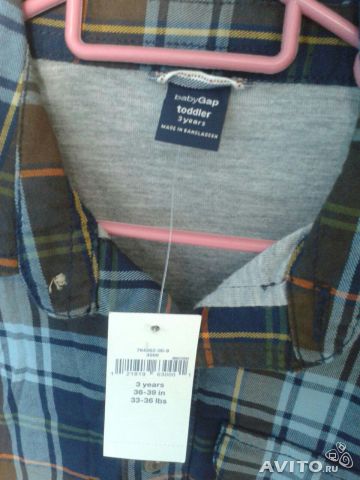 babyGap
toddler
3 years
MADE IN BANGLADESH
3 years
36-39 in
33-36 lbs
AVITO.ru